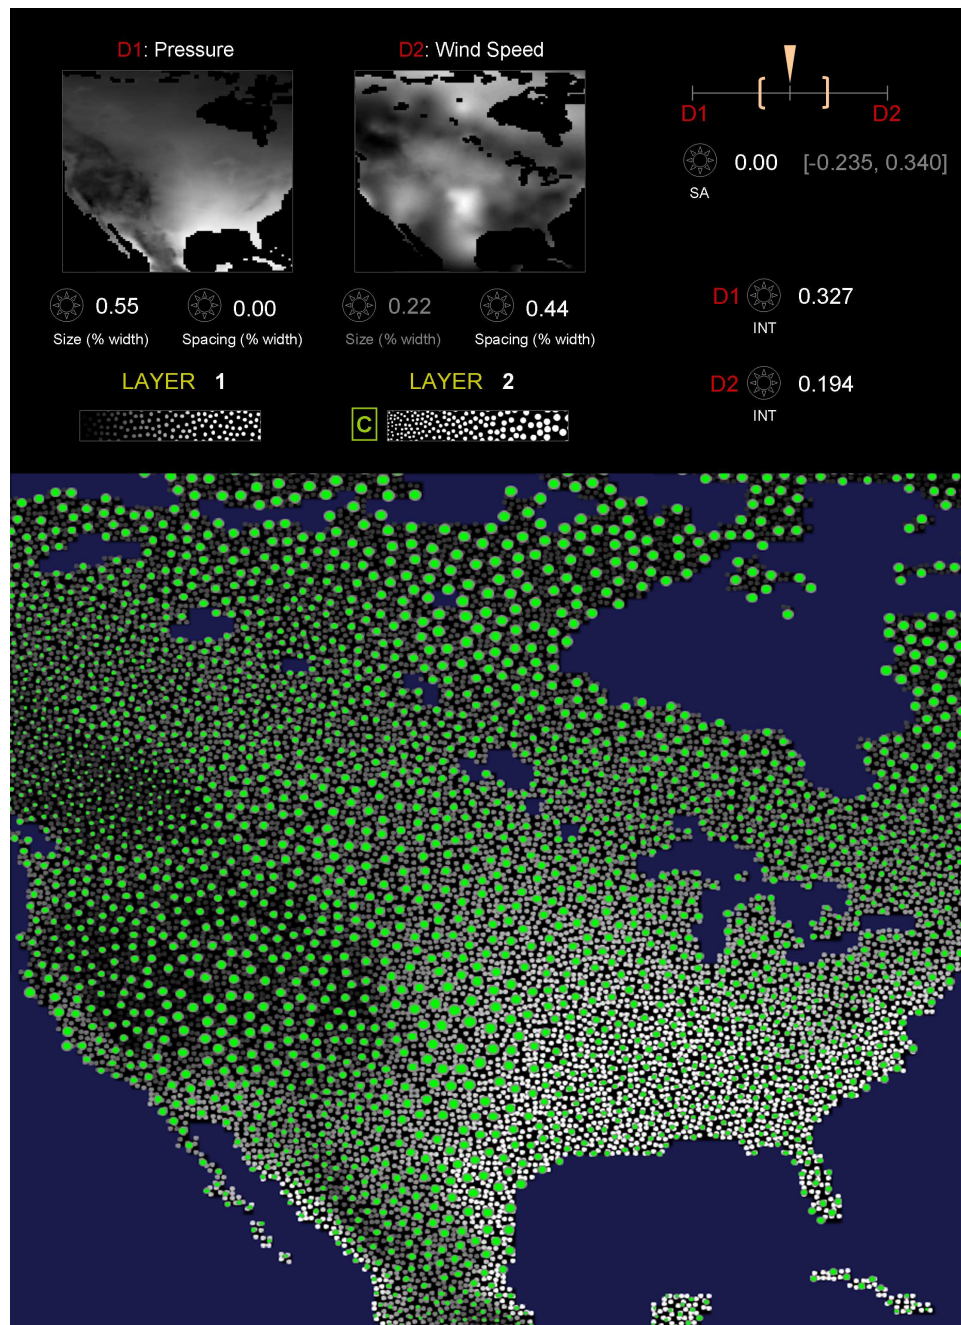 D1: Pressure
D2: Wind Speed
D1 D2
0.00 [-0.235, 0.340]
SA
0.55 0.00 0.22 0.44
Size (% width) Spacing (% width) Size (% width) Spacing (% width)
D1 0.327
INT
LAYER 1 LAYER 2
D2 0.194
INT
C